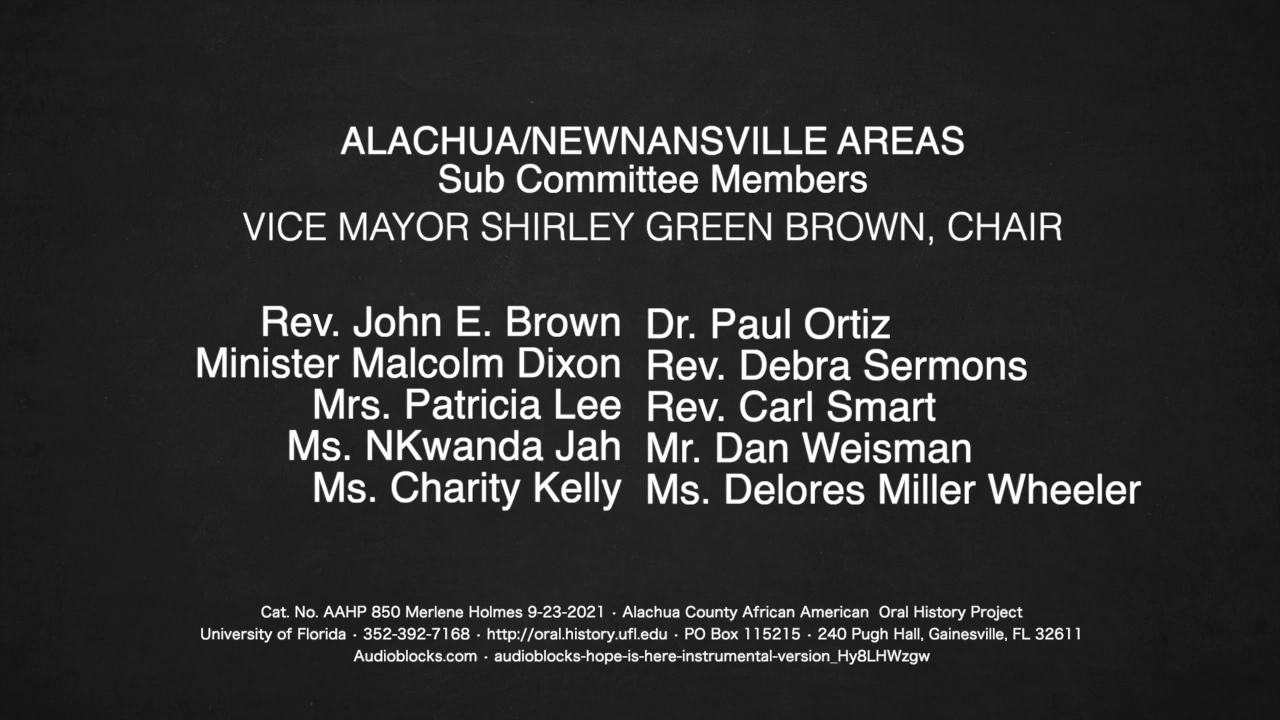 ALACHUA/NEWNANSVILLE AREAS
Sub Committee Members
VICE MAYOR SHIRLEY GREEN BROWN, CHAIR
Rev. John E. Brown
Minister Malcolm Dixon
Mrs. Patricia Lee
Ms. NKwanda Jah
Ms. Charity Kelly
Dr. Paul Ortiz
Rev. Debra Sermons
Rev. Carl Smart
Mr. Dan Weisman
Ms. Delores Miller Wheeler
Cat. No. AAHP 850 Merlene Holmes 9-23-2021 · Alachua County African American Oral History Project
University of Florida · 352-392-7168 · http://oral.history.ufl.edu · PO Box 115215 · 240 Pugh Hall, Gainesville, FL 32611
Audioblocks.com · audioblocks-hope-is-here-instrumental-version_Hy8LHWzgw